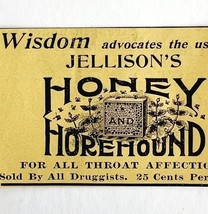 Wisdom advocates the us
JELLISON'S
HONEY
AND
HOREHOUND
FOR ALL THROAT AFFECTIO
Sold By All Druggists. 25 Cents Per